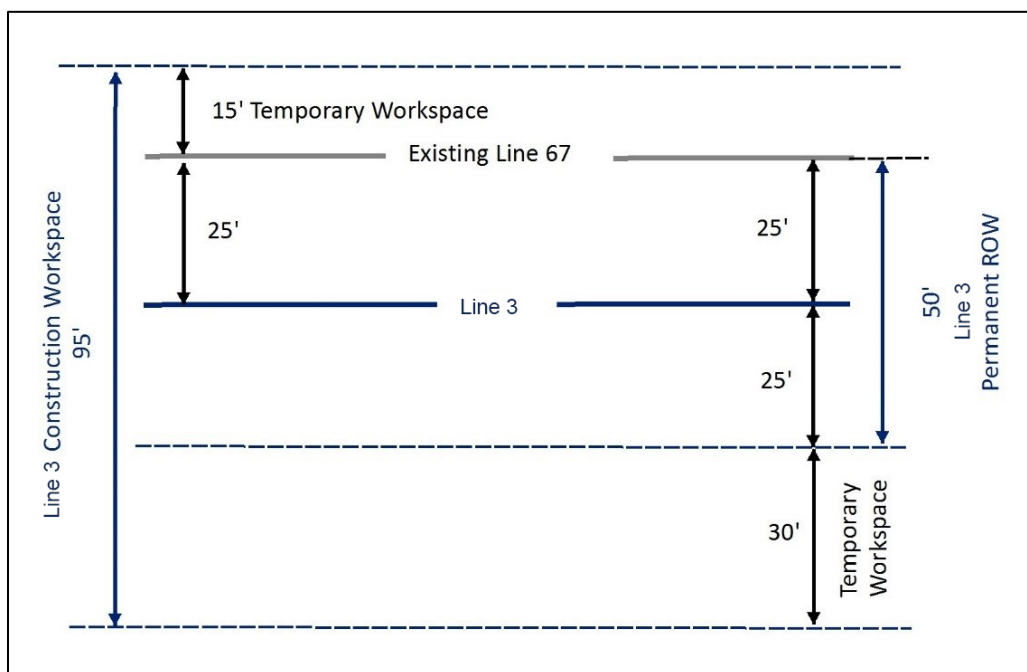 15' Temporary Workspace
Existing Line 67
25'
25'
Line 3
25'
30'
Temporary
Workspace
Line 3 Construction Workspace
95'
50'
Line 3
Permanent ROW